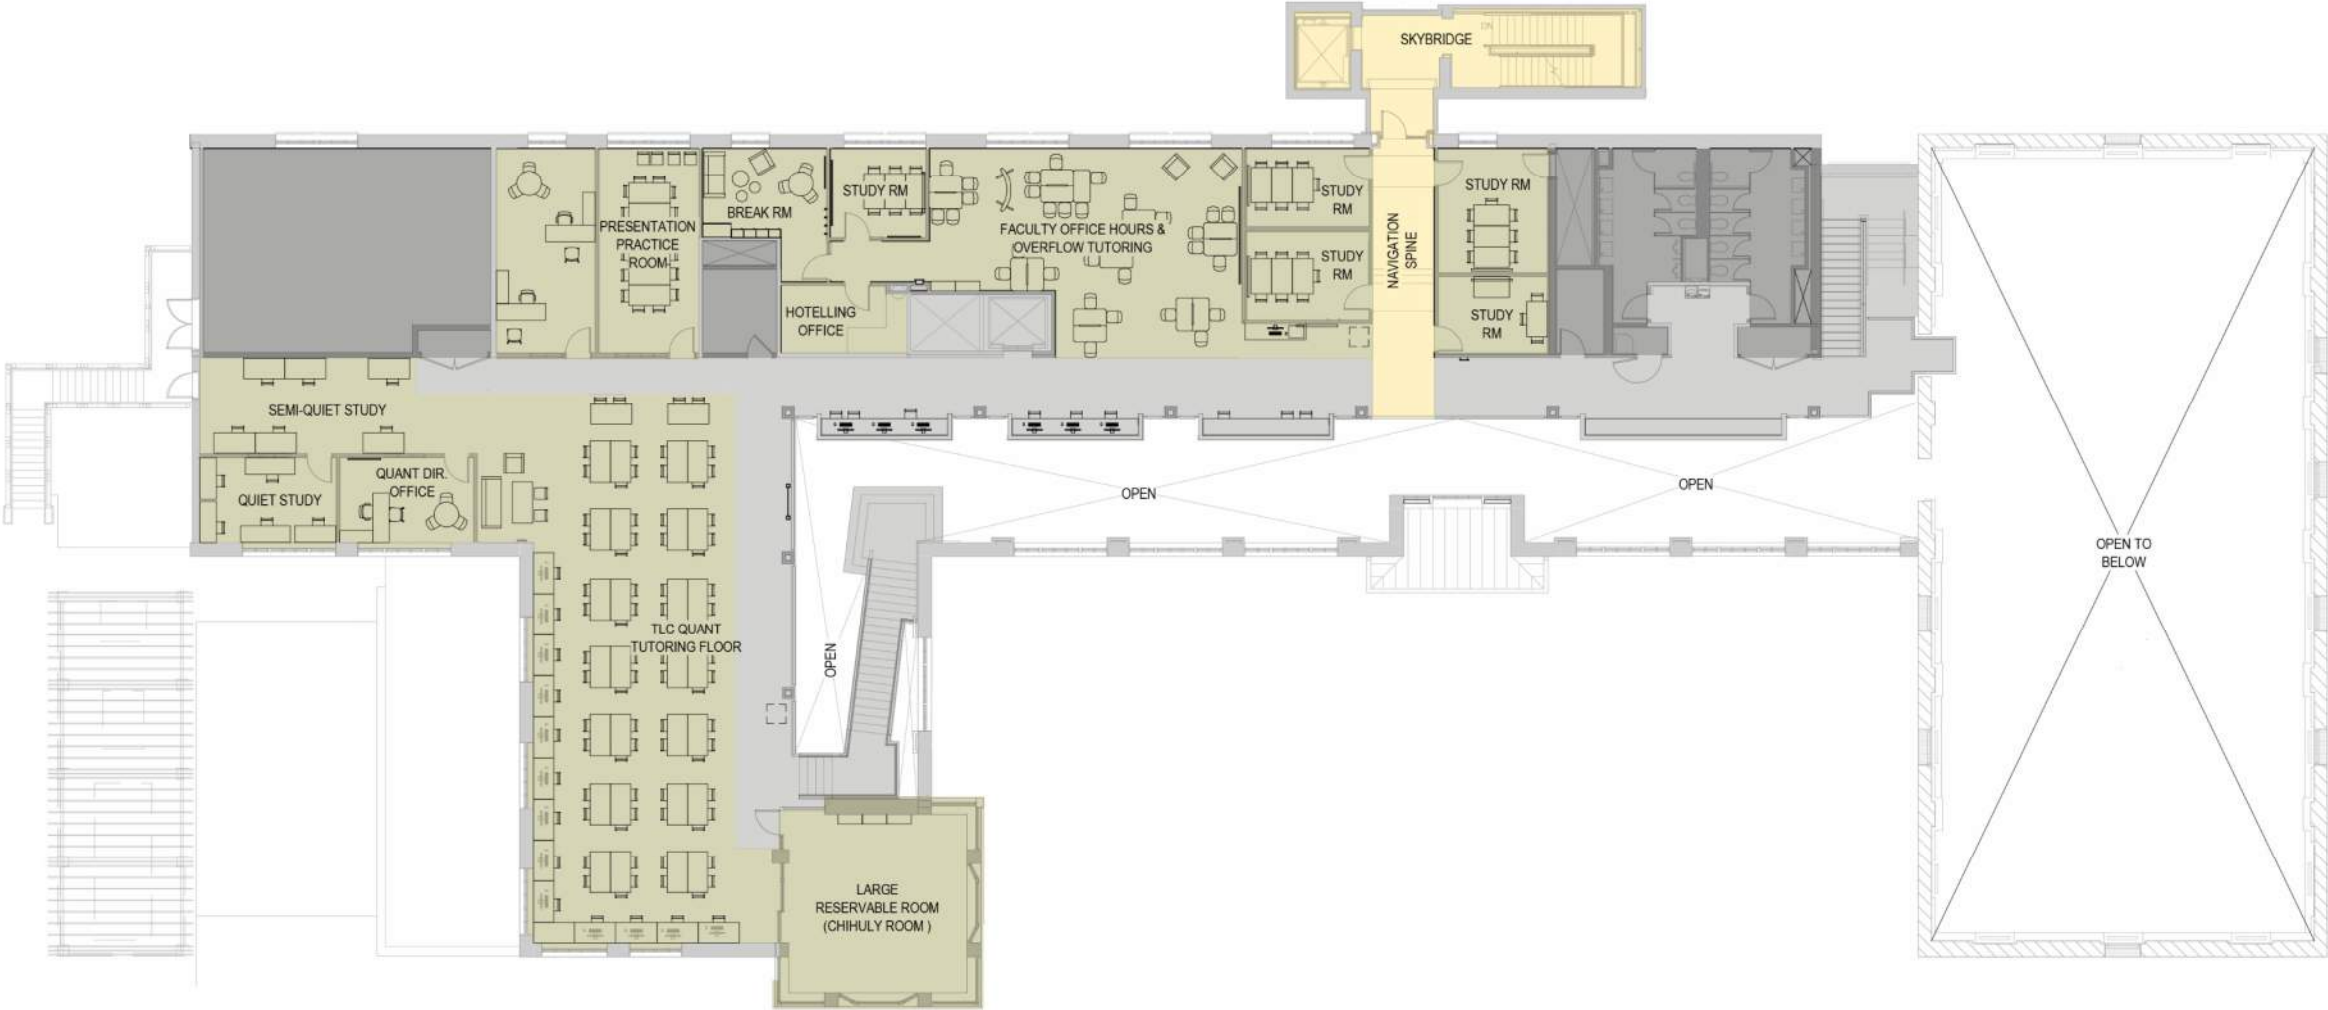 SKYBRIDGE
PRESENTATION
PRACTICE
ROOM
BREAK RM
STUDY RM
FACULTY OFFICE HOURS &
OVERFLOW TUTORING
STUDY
RM
STUDY
RM
NAVIGATION
SPINE
STUDY RM
STUDY
RM
HOTELLING
OFFICE
SEMI-QUIET STUDY
QUIET STUDY
QUANT DIR.
OFFICE
OPEN
OPEN
OPEN TO
BELOW
TLC QUANT
TUTORING FLOOR
OPEN
LARGE
RESERVABLE ROOM
(CHIHULY ROOM )